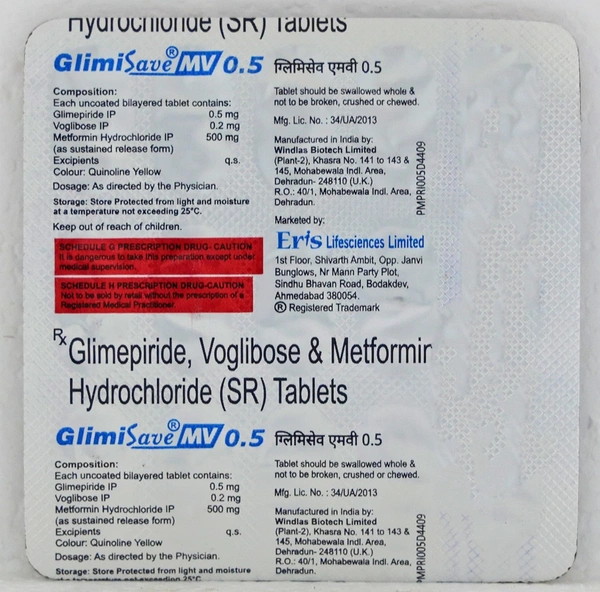 Hydrochloride (SR) Tablets
GlimiSave® MV 0.5 ग्लिमिसेव एमवी 0.5
Composition:
Each uncoated bilayered tablet contains:
Glimepiride IP 0.5 mg
Voglibose IP 0.2 mg
Metformin Hydrochloride IP 500 mg
(as sustained release form)
Excipients q.s.
Colour: Quinoline Yellow
Dosage: As directed by the Physician.
Storage: Store Protected from light and moisture
at a temperature not exceeding 25°C.
Keep out of reach of children.
SCHEDULE G PRESCRIPTION DRUG- CAUTION
It is dangerous to take this preparation except under
medical supervision.
SCHEDULE H PRESCRIPTION DRUG-CAUTION
Not to be sold by retail without the prescription of a
Registered Medical Practitioner.
Tablet should be swallowed whole &
not to be broken, crushed or chewed.
Mfg. Lic. No. : 34/UA/2013
Manufactured in India by:
Windlas Biotech Limited
(Plant-2), Khasra No. 141 to 143 &
145, Mohabewala Indl. Area,
Dehradun- 248110 (U.K.)
R.O.: 40/1, Mohabewala Indl. Area,
Dehradun.
PMPRI005D4409
Marketed by:
Eris Lifesciences Limited
1st Floor, Shivarth Ambit, Opp. Janvi
Bunglows, Nr Mann Party Plot,
Sindhu Bhavan Road, Bodakdev,
Ahmedabad 380054.
® Registered Trademark
Rx Glimepiride, Voglibose & Metformin
Hydrochloride (SR) Tablets
GlimiSave® MV 0.5 ग्लिमिसेव एमवी 0.5
Composition:
Each uncoated bilayered tablet contains:
Glimepiride IP 0.5 mg
Voglibose IP 0.2 mg
Metformin Hydrochloride IP 500 mg
(as sustained release form)
Excipients q.s.
Colour: Quinoline Yellow
Dosage: As directed by the Physician.
Storage: Store Protected from light and moisture
at a temperature not exceeding 25°C.
Tablet should be swallowed whole &
not to be broken, crushed or chewed.
Mfg. Lic. No. : 34/UA/2013
Manufactured in India by:
Windlas Biotech Limited
(Plant-2), Khasra No. 141 to 143 &
145, Mohabewala Indl. Area,
Dehradun- 248110 (U.K.)
R.O.: 40/1, Mohabewala Indl. Area,
Dehradun.
PMPRI005D4409